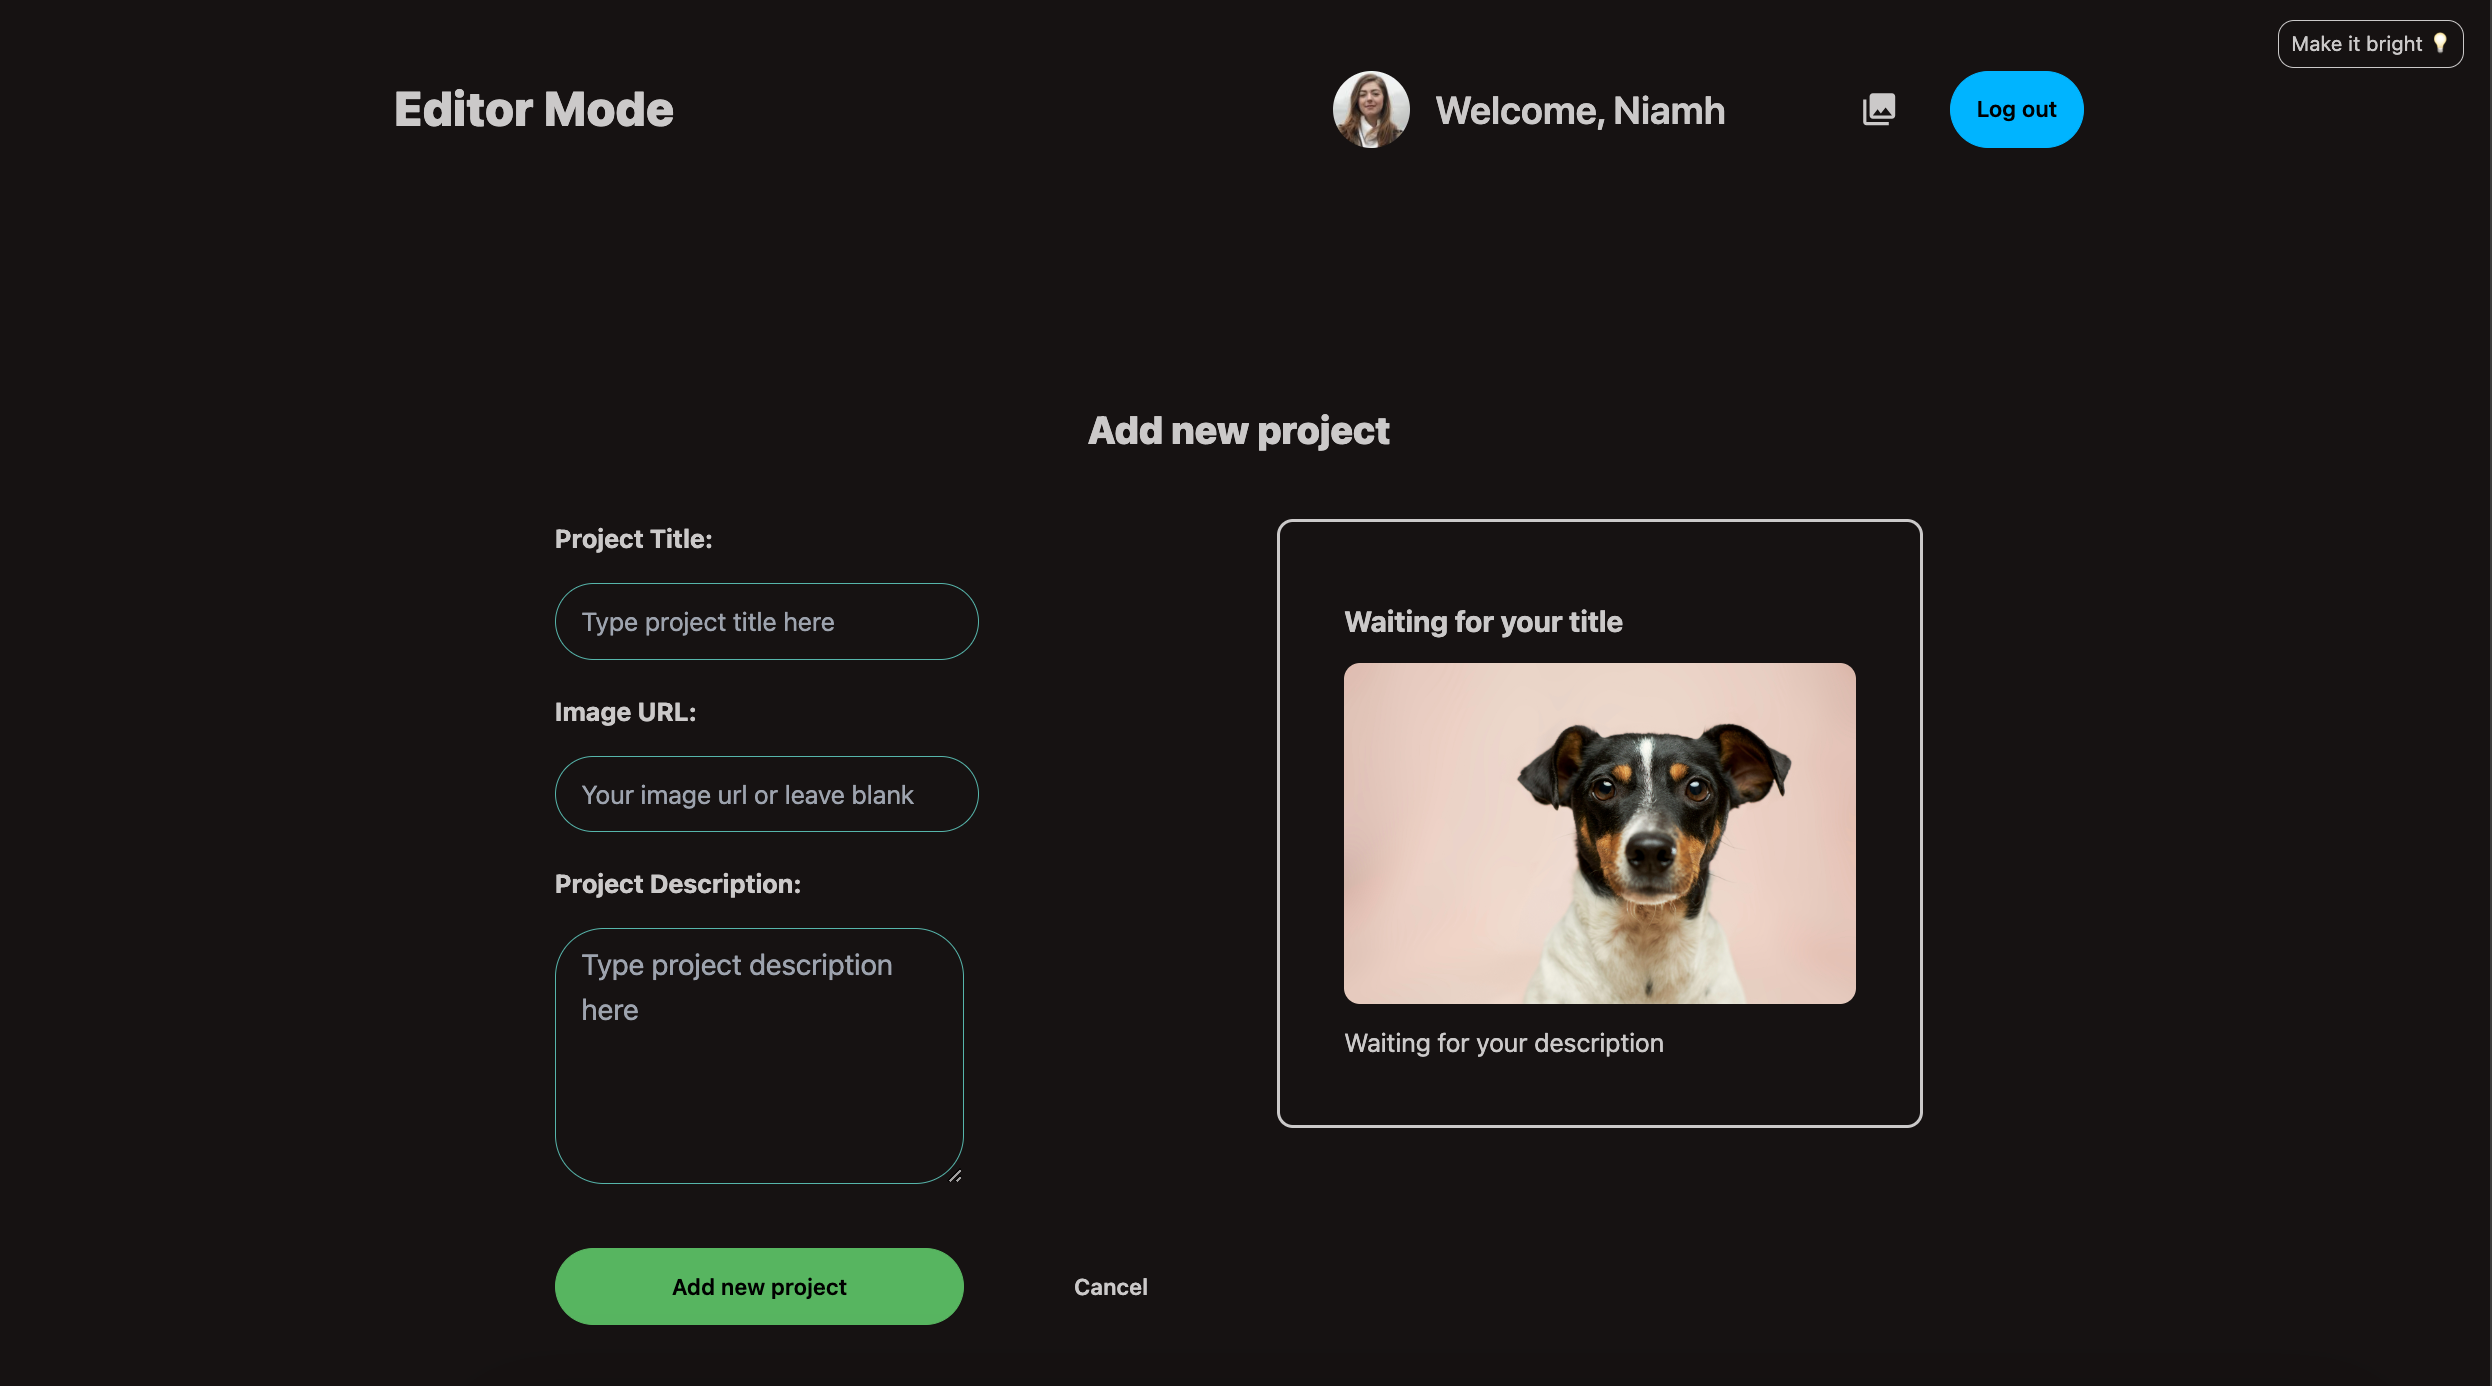 Make it bright
Editor Mode
Welcome, Niamh
Log out
Add new project
Project Title:
Type project title here
Image URL:
Your image url or leave blank
Project Description:
Type project description
here
Add new project
Cancel
Waiting for your title
Waiting for your description